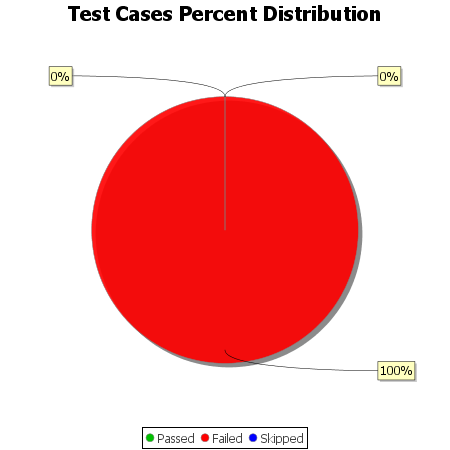 Test Cases Percent Distribution
0%
0%
100%
Passed Failed Skipped